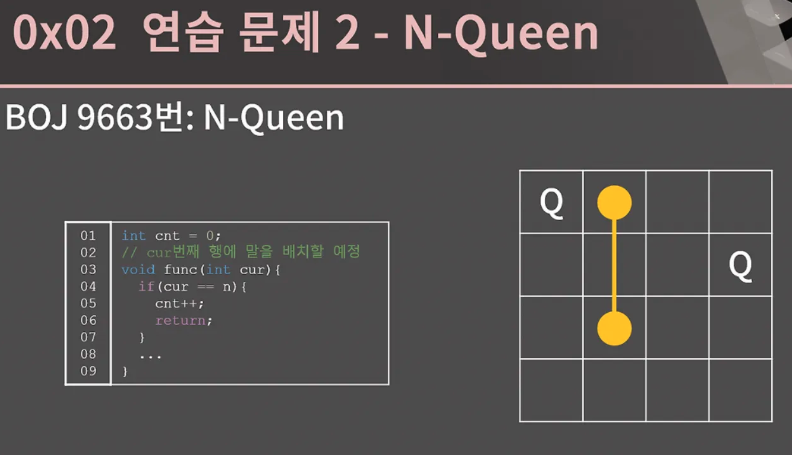 0x02 연습 문제 2 - N-Queen
BOJ 9663번: N-Queen
01 int cnt = 0;
02 // cur번째 행에 말을 배치할 예정
03 void func(int cur){
04   if(cur == n){
05     cnt++;
06     return;
07   }
08   ...
09 }
Q
Q